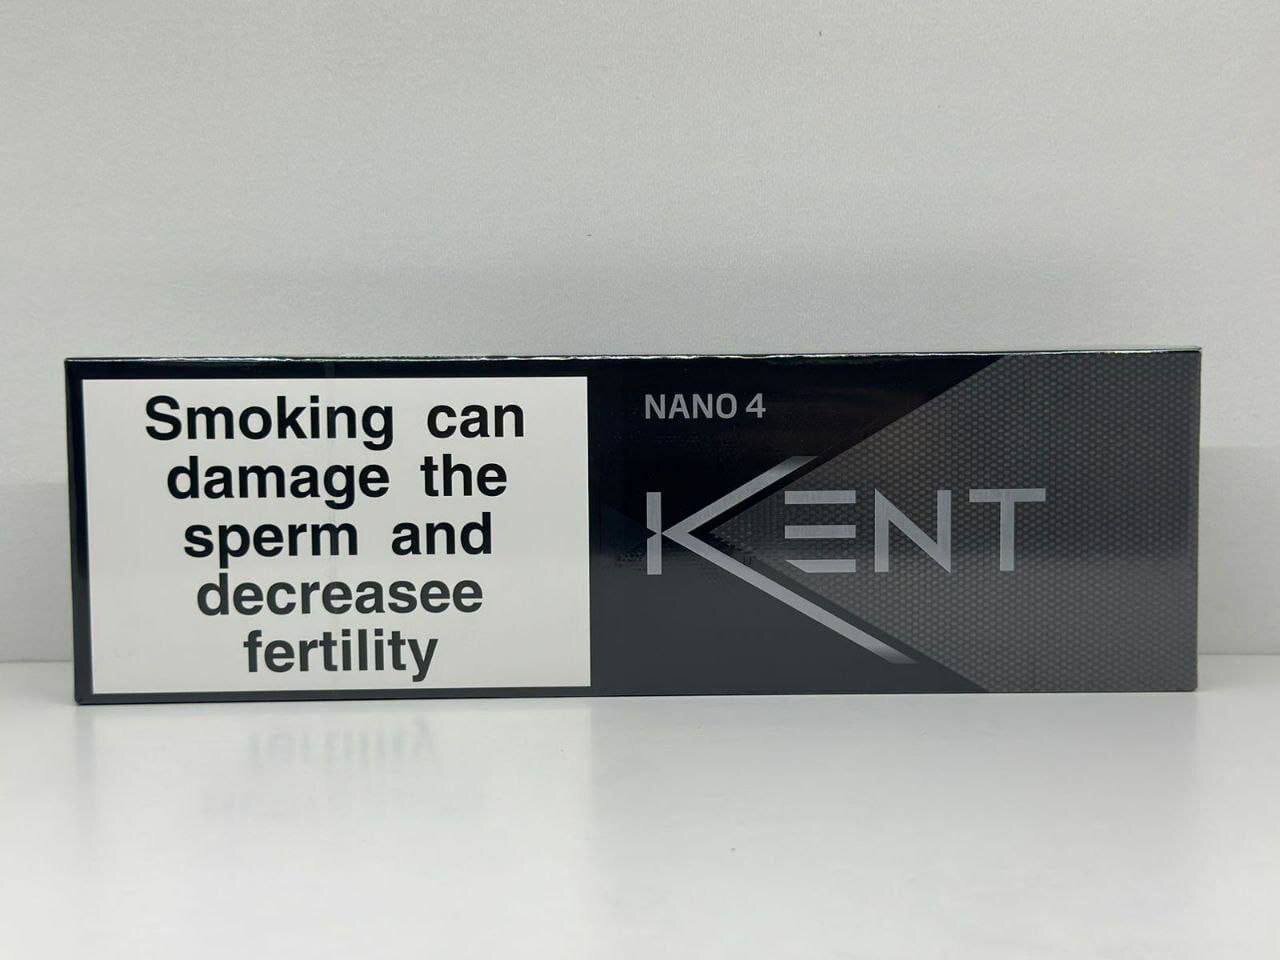 Smoking can
damage the
sperm and
decreasee
fertility
NANO 4
KENT